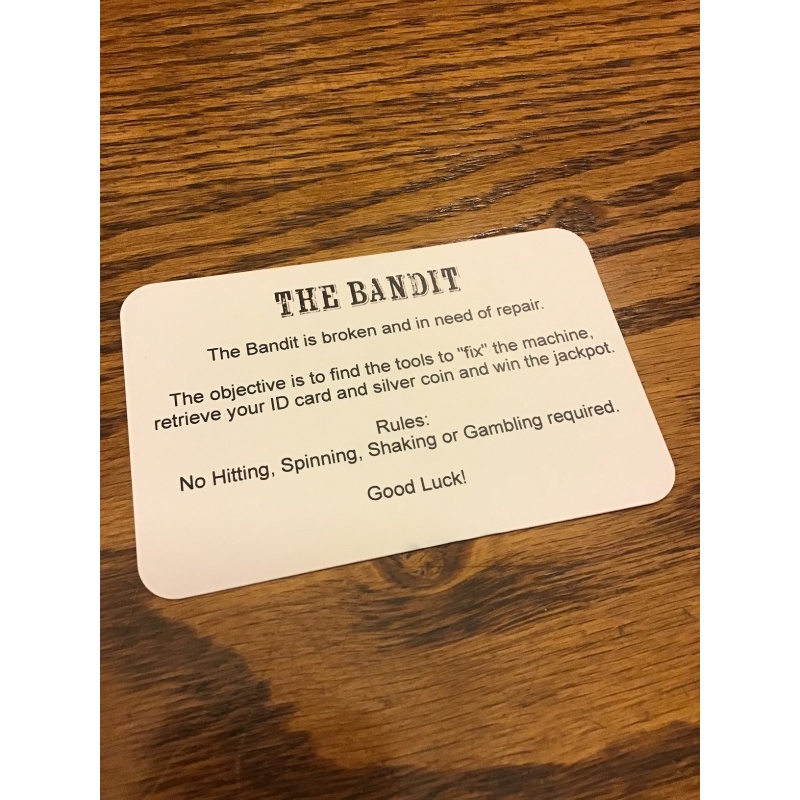 THE BANDIT
The Bandit is broken and in need of repair.
The objective is to find the tools to "fix" the machine,
retrieve your ID card and silver coin and win the jackpot.
Rules:
No Hitting, Spinning, Shaking or Gambling required.
Good Luck!